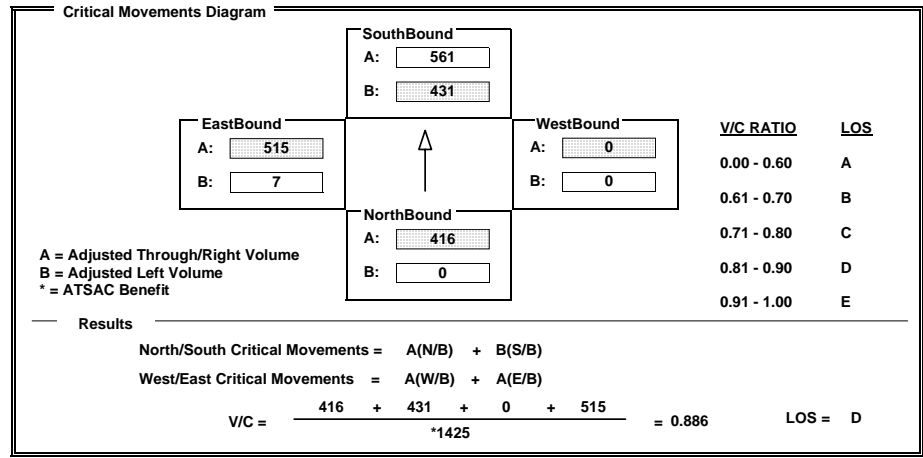 Critical Movements Diagram
SouthBound
A: 561
B: 431
EastBound
A: 515
B: 7
WestBound
A: 0
B: 0
NorthBound
A: 416
B: 0
V/C RATIO LOS
0.00 - 0.60 A
0.61 - 0.70 B
0.71 - 0.80 C
0.81 - 0.90 D
0.91 - 1.00 E
A = Adjusted Through/Right Volume
B = Adjusted Left Volume
* = ATSAC Benefit
Results
North/South Critical Movements = A(N/B) + B(S/B)
West/East Critical Movements = A(W/B) + A(E/B)
V/C = 416 + 431 + 0 + 515 = 0.886 LOS = D
*1425